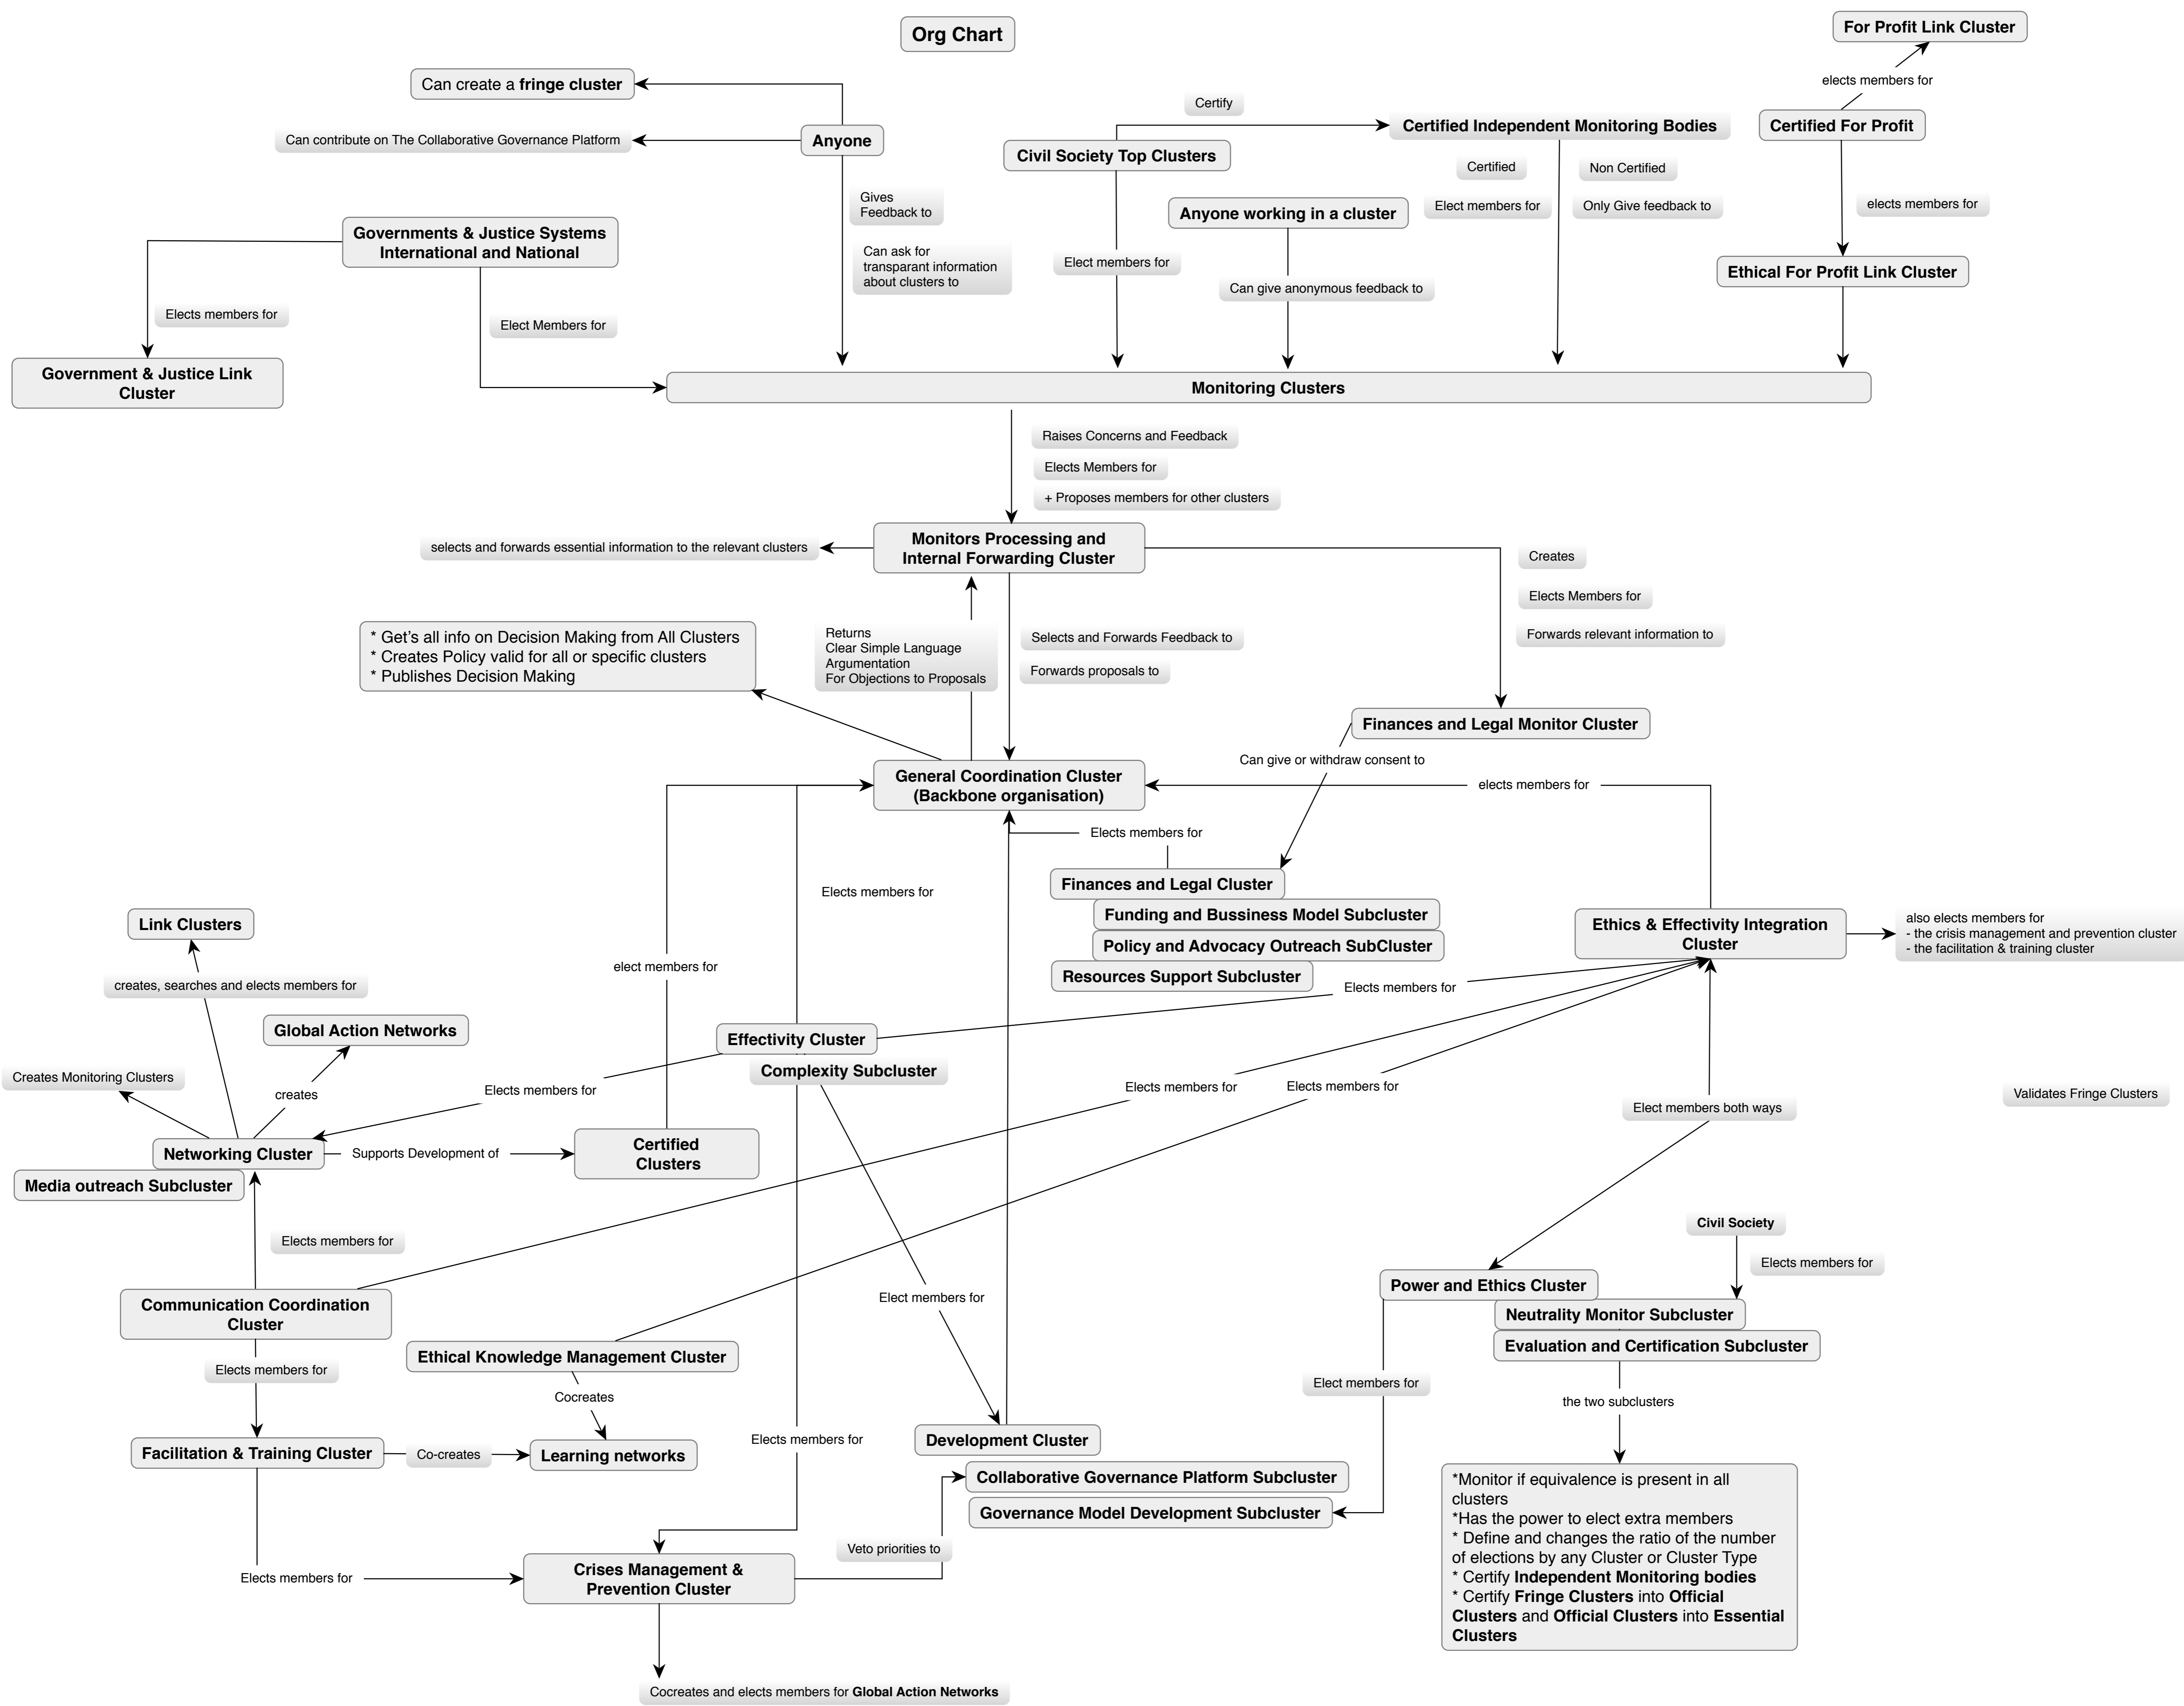 Org Chart
For Profit Link Cluster
elects members for
Can create a fringe cluster
Certify
Certified Independent Monitoring Bodies
Certified For Profit
Can contribute on The Collaborative Governance Platform
Anyone
Civil Society Top Clusters
Certified
Non Certified
Elect members for
Only Give feedback to
Gives
Feedback to
Anyone working in a cluster
elects members for
Governments & Justice Systems
International and National
Can ask for
transparant information
about clusters to
Elect members for
Can give anonymous feedback to
Ethical For Profit Link Cluster
Elects members for
Elect Members for
Government & Justice Link
Cluster
Monitoring Clusters
Raises Concerns and Feedback
Elects Members for
+ Proposes members for other clusters
selects and forwards essential information to the relevant clusters
Monitors Processing and
Internal Forwarding Cluster
Creates
Elects Members for
Forwards relevant information to
* Get's all info on Decision Making from All Clusters
* Creates Policy valid for all or specific clusters
* Publishes Decision Making
Returns
Clear Simple Language
Argumentation
For Objections to Proposals
Selects and Forwards Feedback to
Forwards proposals to
Finances and Legal Monitor Cluster
Can give or withdraw consent to
General Coordination Cluster
(Backbone organisation)
elects members for
Elects members for
Elects members for
Finances and Legal Cluster
Funding and Bussiness Model Subcluster
Policy and Advocacy Outreach SubCluster
Resources Support Subcluster
Link Clusters
Ethics & Effectivity Integration
Cluster
also elects members for
- the crisis management and prevention cluster
- the facilitation & training cluster
elect members for
creates, searches and elects members for
Elects members for
Global Action Networks
Effectivity Cluster
Complexity Subcluster
Creates Monitoring Clusters
creates
Elects members for
Elects members for
Elects members for
Validates Fringe Clusters
Elect members both ways
Networking Cluster
Supports Development of
Certified
Clusters
Media outreach Subcluster
Civil Society
Elects members for
Elects members for
Power and Ethics Cluster
Neutrality Monitor Subcluster
Evaluation and Certification Subcluster
Communication Coordination
Cluster
Elect members for
Elects members for
Ethical Knowledge Management Cluster
Cocreates
Elect members for
the two subclusters
Facilitation & Training Cluster
Co-creates
Learning networks
Elects members for
Development Cluster
Collaborative Governance Platform Subcluster
Governance Model Development Subcluster
*Monitor if equivalence is present in all
clusters
*Has the power to elect extra members
* Define and changes the ratio of the number
of elections by any Cluster or Cluster Type
* Certify Independent Monitoring bodies
* Certify Fringe Clusters into Official
Clusters and Official Clusters into Essential
Clusters
Veto priorities to
Elects members for
Crises Management &
Prevention Cluster
Cocreates and elects members for Global Action Networks